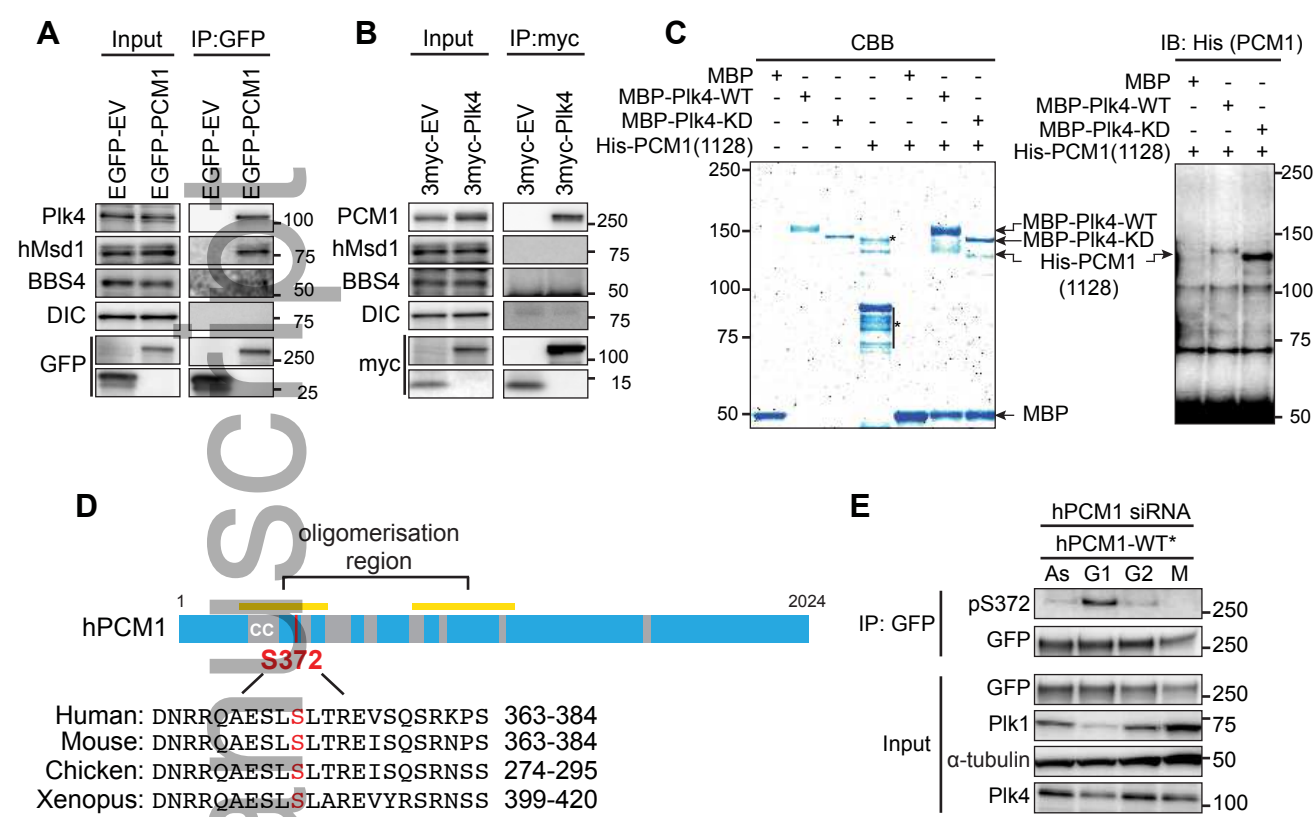 A
Input IP:GFP
EGFP-EV
EGFP-PCM1
EGFP-EV
EGFP-PCM1
Plk4 100
hMsd1 75
BBS4 50
DIC 75
GFP 250
25
B
Input IP:myc
3myc-EV
3myc-Plk4
3myc-EV
3myc-Plk4
PCM1 250
hMsd1 75
BBS4 50
DIC 75
myc 100
15
C
CBB
MBP + - - - + - -
MBP-Plk4-WT - + - - - + -
MBP-Plk4-KD - - + - - - +
His-PCM1(1128) - - - + + + +
250
150
100
75
50
*
*
MBP-Plk4-WT
MBP-Plk4-KD
His-PCM1
(1128)
MBP
IB: His (PCM1)
MBP + - -
MBP-Plk4-WT - + -
MBP-Plk4-KD - - +
His-PCM1(1128) + + +
250
150
100
75
50
D
oligomerisation
region
1 2024
hPCM1 CC
S372
Human: DNRRQAESLSLTREVSQSRKPS 363-384
Mouse: DNRRQAESLSLTREISQSRNPS 363-384
Chicken: DNRRQAESLSLTREISQSRNSS 274-295
Xenopus: DNRRQAESLSLAREVYRSRNSS 399-420
E
hPCM1 siRNA
hPCM1-WT*
As G1 G2 M
IP: GFP
pS372 250
GFP
Input
GFP 250
Plk1 75
α-tubulin 50
Plk4 100